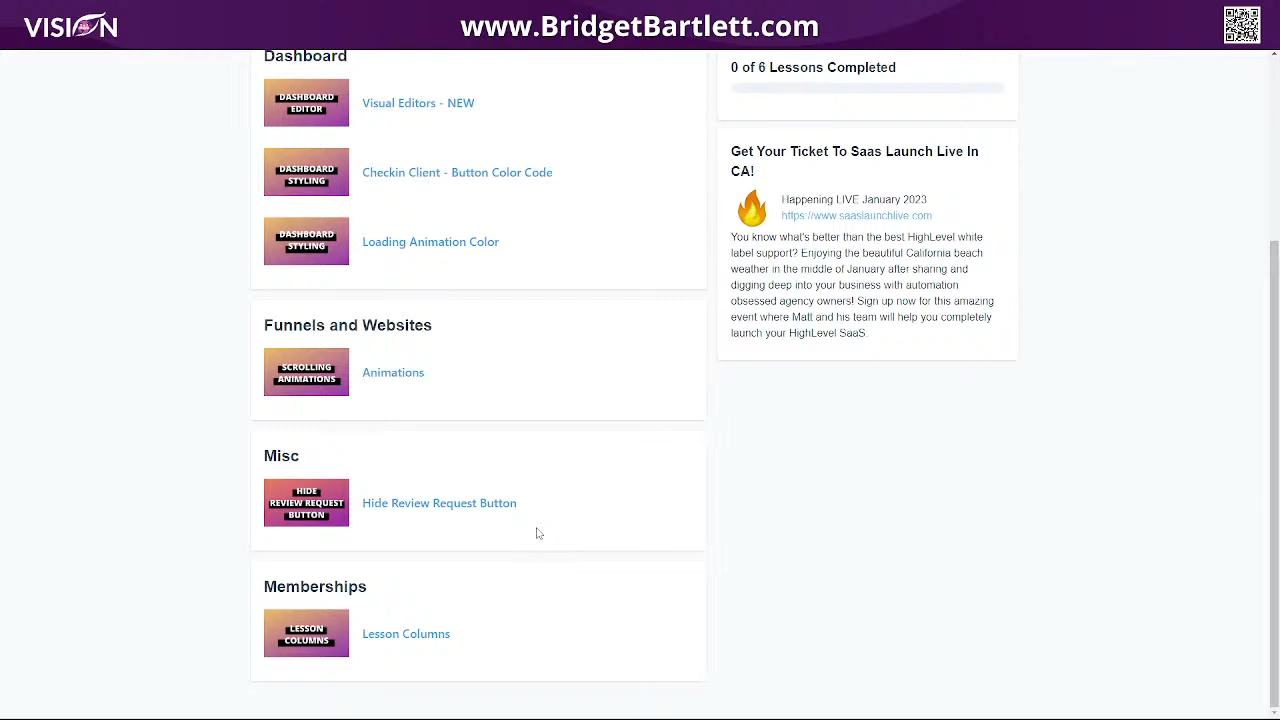 VISION
www.BridgetBartlett.com
Dashboard
DASHBOARD
EDITOR
Visual Editors - NEW
DASHBOARD
STYLING
Checkin Client - Button Color Code
DASHBOARD
STYLING
Loading Animation Color
Funnels and Websites
SCROLLING
ANIMATIONS
Animations
Misc
HIDE
REVIEW REQUEST
BUTTON
Hide Review Request Button
Memberships
LESSON
COLUMNS
Lesson Columns
0 of 6 Lessons Completed
Get Your Ticket To Saas Launch Live In
CA!
Happening LIVE January 2023
https://www.saaslaunchlive.com
You know what's better than the best HighLevel white
label support? Enjoying the beautiful California beach
weather in the middle of January after sharing and
digging deep into your business with automation
obsessed agency owners! Sign up now for this amazing
event where Matt and his team will help you completely
launch your HighLevel SaaS.